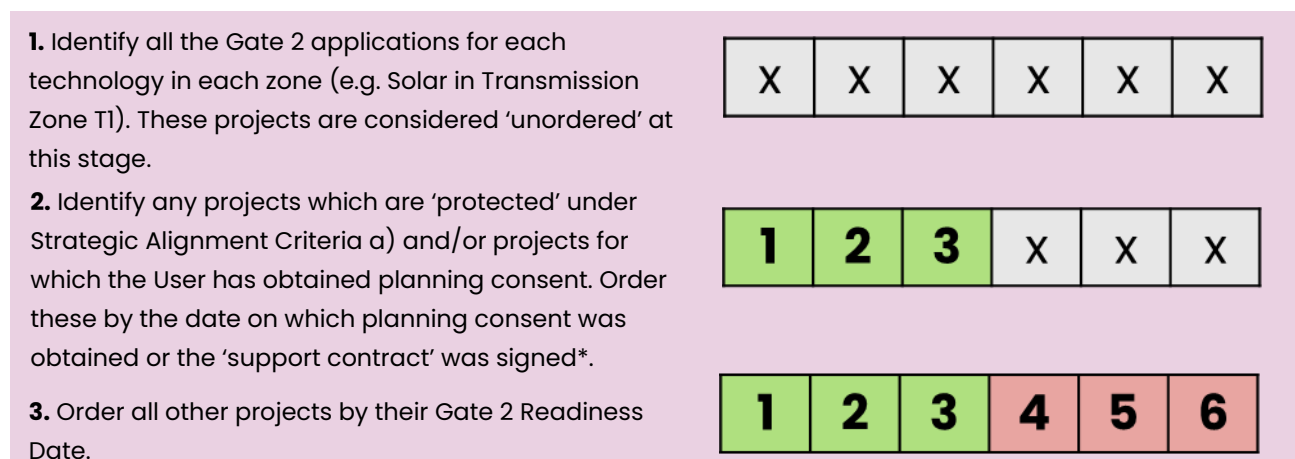 1. Identify all the Gate 2 applications for each
technology in each zone (e.g. Solar in Transmission
Zone T1). These projects are considered ‘unordered’ at
this stage.
X X X X X X
2. Identify any projects which are ‘protected’ under
Strategic Alignment Criteria a) and/or projects for
which the User has obtained planning consent. Order
these by the date on which planning consent was
obtained or the ‘support contract’ was signed*.
1 2 3 X X X
3. Order all other projects by their Gate 2 Readiness
Date.
1 2 3 4 5 6